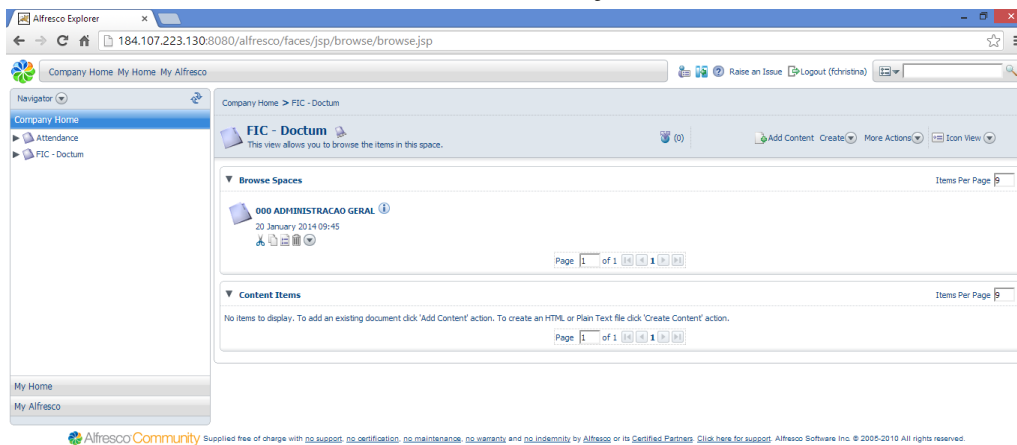 Alfresco Explorer
184.107.223.130:8080/alfresco/faces/jsp/browse/browse.jsp
Company Home My Home My Alfresco
Raise an Issue Logout (fchristina)
Navigator
Company Home
Attendance
FIC - Doctum
Company Home > FIC - Doctum
FIC - Doctum
This view allows you to browse the items in this space.
(0)
Add Content Create More Actions Icon View
Browse Spaces
Items Per Page 9
000 ADMINISTRACAO GERAL
20 January 2014 09:45
Page 1 of 1 1
Content Items
Items Per Page 9
No items to display. To add an existing document click 'Add Content' action. To create an HTML or Plain Text file click 'Create Content' action.
Page 1 of 1 1
My Home
My Alfresco
Alfresco Community Supplied free of charge with no support, no certification, no maintenance, no warranty and no indemnity by Alfresco or its Certified Partners. Click here for support. Alfresco Software Inc. © 2005-2010 All rights reserved.